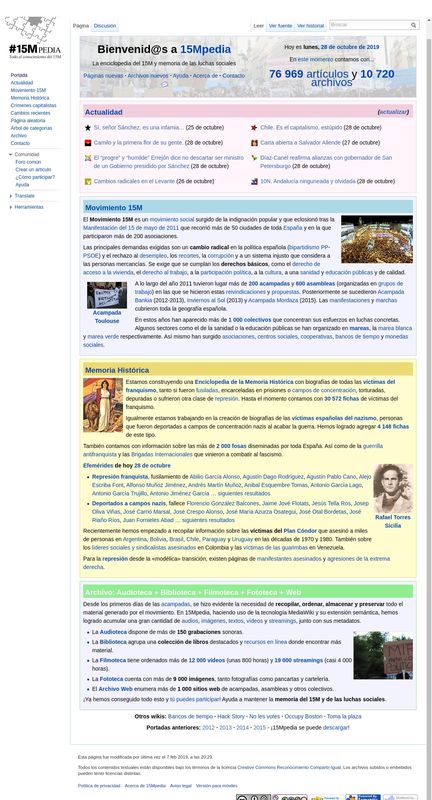 Página Discusión
Leer Ver fuente Ver historial
Buscar
#15MPEDIA
Todo el conocimiento del 15M
Portada
Actualidad
Movimiento 15M
Memoria Histórica
Crímenes capitalistas
Cambios recientes
Página aleatoria
Árbol de categorías
Archivo
Contacto
Comunidad
Foro común
Crear un artículo
¿Cómo participar?
Ayuda
Translate
Herramientas
Bienvenid@s a 15Mpedia
La enciclopedia del 15M y memoria de las luchas sociales
Páginas nuevas · Archivos nuevos · Ayuda · Acerca de · Contacto
Hoy es lunes, 28 de octubre de 2019
En este momento contamos con...
76 969 artículos y 10 720
archivos
Actualidad
(actualizar)
Sí, señor Sánchez, es una infamia... (25 de octubre)
Camilo y la primera flor de su gente. (28 de octubre)
El "progre" y "humilde" Errejón dice no descartar ser ministro
de un Gobierno presidido por Sánchez (28 de octubre)
Cambios radicales en el Levante (26 de octubre)
Chile. Es el capitalismo, estúpido (28 de octubre)
Carta abierta a Salvador Allende (27 de octubre)
Díaz-Canel reafirma alianzas con gobernador de San
Petersburgo (28 de octubre)
10N. Andalucía ninguneada y olvidada (28 de octubre)
Movimiento 15M
El Movimiento 15M es un movimiento social surgido de la indignación popular y que eclosionó tras la
Manifestación del 15 de mayo de 2011 que recorrió más de 50 ciudades de toda España y en la que
participaron más de 200 asociaciones.
Las principales demandas exigidas son un cambio radical en la política española (bipartidismo PP-
PSOE) y el rechazo al desempleo, los recortes, la corrupción y a un sistema injusto que considera a
las personas mercancías. Se exige que se cumplan los derechos básicos, como el derecho de
acceso a la vivienda, el derecho al trabajo, a la participación política, a la cultura, a una sanidad y educación públicas y de calidad.
Acampada
Toulouse
A lo largo del año 2011 tuvieron lugar más de 200 acampadas y 600 asambleas (organizadas en grupos de
trabajo) en las que se hicieron estas reivindicaciones y propuestas. Posteriormente se sucedieron Acampada
Bankia (2012-2013), Inviernos al Sol (2013) y Acampada Mordaza (2015). Las manifestaciones y marchas
cubrieron toda la geografía española.
En estos años han aparecido más de 1 000 colectivos que concentran sus esfuerzos en luchas concretas.
Algunos sectores como el de la sanidad o la educación públicas se han organizado en mareas, la marea blanca
y marea verde respectivamente. Así mismo han surgido asociaciones, centros sociales, cooperativas, bancos de tiempo y monedas
sociales.
Memoria Histórica
Estamos construyendo una Enciclopedia de la Memoria Histórica con biografías de todas las víctimas del
franquismo, tanto si fueron fusiladas, encarceladas en prisiones o campos de concentración, torturadas,
depuradas o sufrieron otra clase de represión. Hasta el momento contamos con 30 572 fichas de víctimas del
franquismo.
Igualmente estamos trabajando en la creación de biografías de las víctimas españolas del nazismo, personas
que fueron deportadas a campos de concentración nazis al acabar la guerra. Hemos logrado agregar 4 148 fichas
de este tipo.
También contamos con información sobre las más de 2 000 fosas diseminadas por toda España. Así como de la guerrilla
antifranquista y las Brigadas Internacionales que vinieron a combatir al fascismo.
Efemérides de hoy 28 de octubre
Represión franquista, fusilamiento de Abilio García Alonso, Agustín Dago Rodríguez, Agustín Pablo Cano, Alejo
Escriba Font, Alfonso Muñoz Jiménez, Andrés Martín Muñoz, Anibal Esquembre Tomas, Antonio García Lago,
Antonio García Trujillo, Antonio Jiménez García … siguientes resultados
Deportados a campos nazis, fallece Florencio González Balcones, Jaime Jové Flotats, Jesús Tella Ros, Josep
Oliva Viñas, José Carrió Marsal, José Crespo Alonso, José María Azurza Osategui, José Otal Bordetas, José
Riaño Rios, Juan Fornieles Abad … siguientes resultados
Rafael Torres
Sicilia
Recientemente hemos empezado a recopilar información sobre las víctimas del Plan Cóndor que asesinó a miles
de personas en Argentina, Bolivia, Brasil, Chile, Paraguay y Uruguay en las décadas de 1970 y 1980. También sobre
los líderes sociales y sindicalistas asesinados en Colombia y las víctimas de las guarimbas en Venezuela.
Para la represión desde la «modélica» transición, existen páginas de manifestantes asesinados y agresiones de la extrema
derecha.
Archivo: Audioteca + Biblioteca + Filmoteca + Fototeca + Web
Desde los primeros días de las acampadas, se hizo evidente la necesidad de recopilar, ordenar, almacenar y preservar todo el
material generado por el movimiento. En 15Mpedia, haciendo uso de la tecnología MediaWiki y su extensión semántica, hemos
logrado acumular una gran cantidad de audios, imágenes, textos, vídeos y streamings, junto con sus metadatos.
La Audioteca dispone de más de 150 grabaciones sonoras.
La Biblioteca agrupa una colección de libros destacados y recursos en línea donde encontrar más
material.
La Filmoteca tiene ordenados más de 12 000 vídeos (unas 800 horas) y 19 000 streamings (casi 4 000
horas).
La Fototeca cuenta con más de 9 000 imágenes, tanto fotografías como pancartas y cartelería.
El Archivo Web enumera más de 1 000 sitios web de acampadas, asambleas y otros colectivos.
¡Ya hemos conseguido todo esto y tú puedes participar! Ayuda a mantener la memoria del 15M y de las luchas sociales.
Otros wikis: Bancos de tiempo - Hack Story - No les votes - Occupy Boston - Toma la plaza
Portadas anteriores: 2012 - 2013 - 2014 - 2015 - ¡15Mpedia se puede descargar!
Esta página fue modificada por última vez el 7 feb 2019, a las 20:29.
Todos los contenidos textuales están disponibles bajo los términos de la licencia Creative Commons Reconocimiento Compartir-Igual. Los archivos subidos o embebidos
pueden tener licencias distintas.
Política de privacidad Acerca de 15Mpedia Aviso legal Versión para móviles